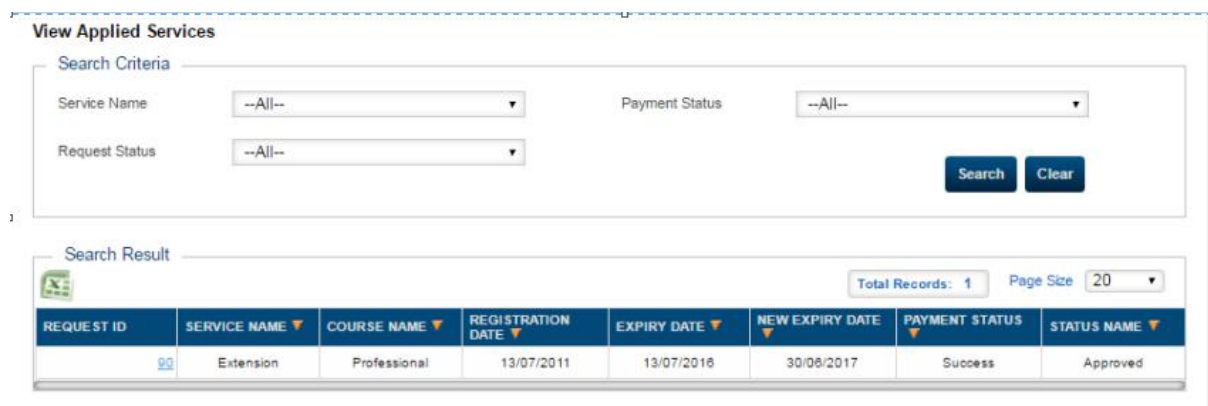 View Applied Services
Search Criteria
Service Name --All-- Payment Status --All--
Request Status --All--
Search Clear
Search Result
Total Records: 1 Page Size 20
REQUEST ID SERVICE NAME COURSE NAME REGISTRATION DATE EXPIRY DATE NEW EXPIRY DATE PAYMENT STATUS STATUS NAME
90 Extension Professional 13/07/2011 13/07/2016 30/06/2017 Success Approved